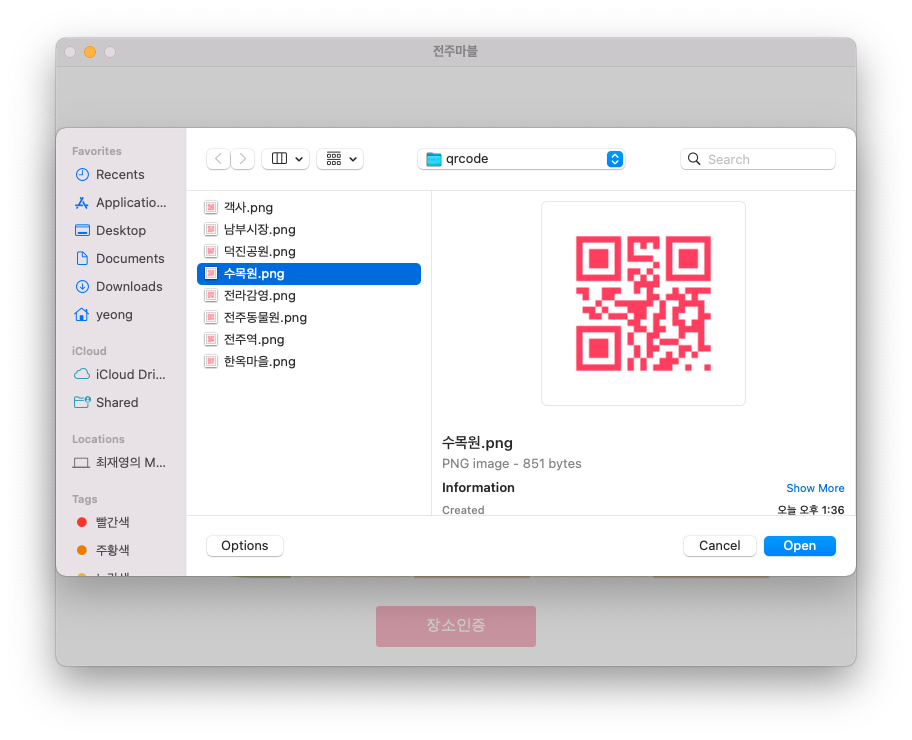 전주마블
Favorites
Recents
Applicatio...
Desktop
Documents
Downloads
yeong
iCloud
iCloud Dri...
Shared
Locations
최재영의 M...
Tags
빨간색
주황색
qrcode
Search
객사.png
남부시장.png
덕진공원.png
수목원.png
전라감영.png
전주동물원.png
전주역.png
한옥마을.png
수목원.png
PNG image - 851 bytes
Information
Show More
Created
오늘 오후 1:36
Options
Cancel
Open
장소인증